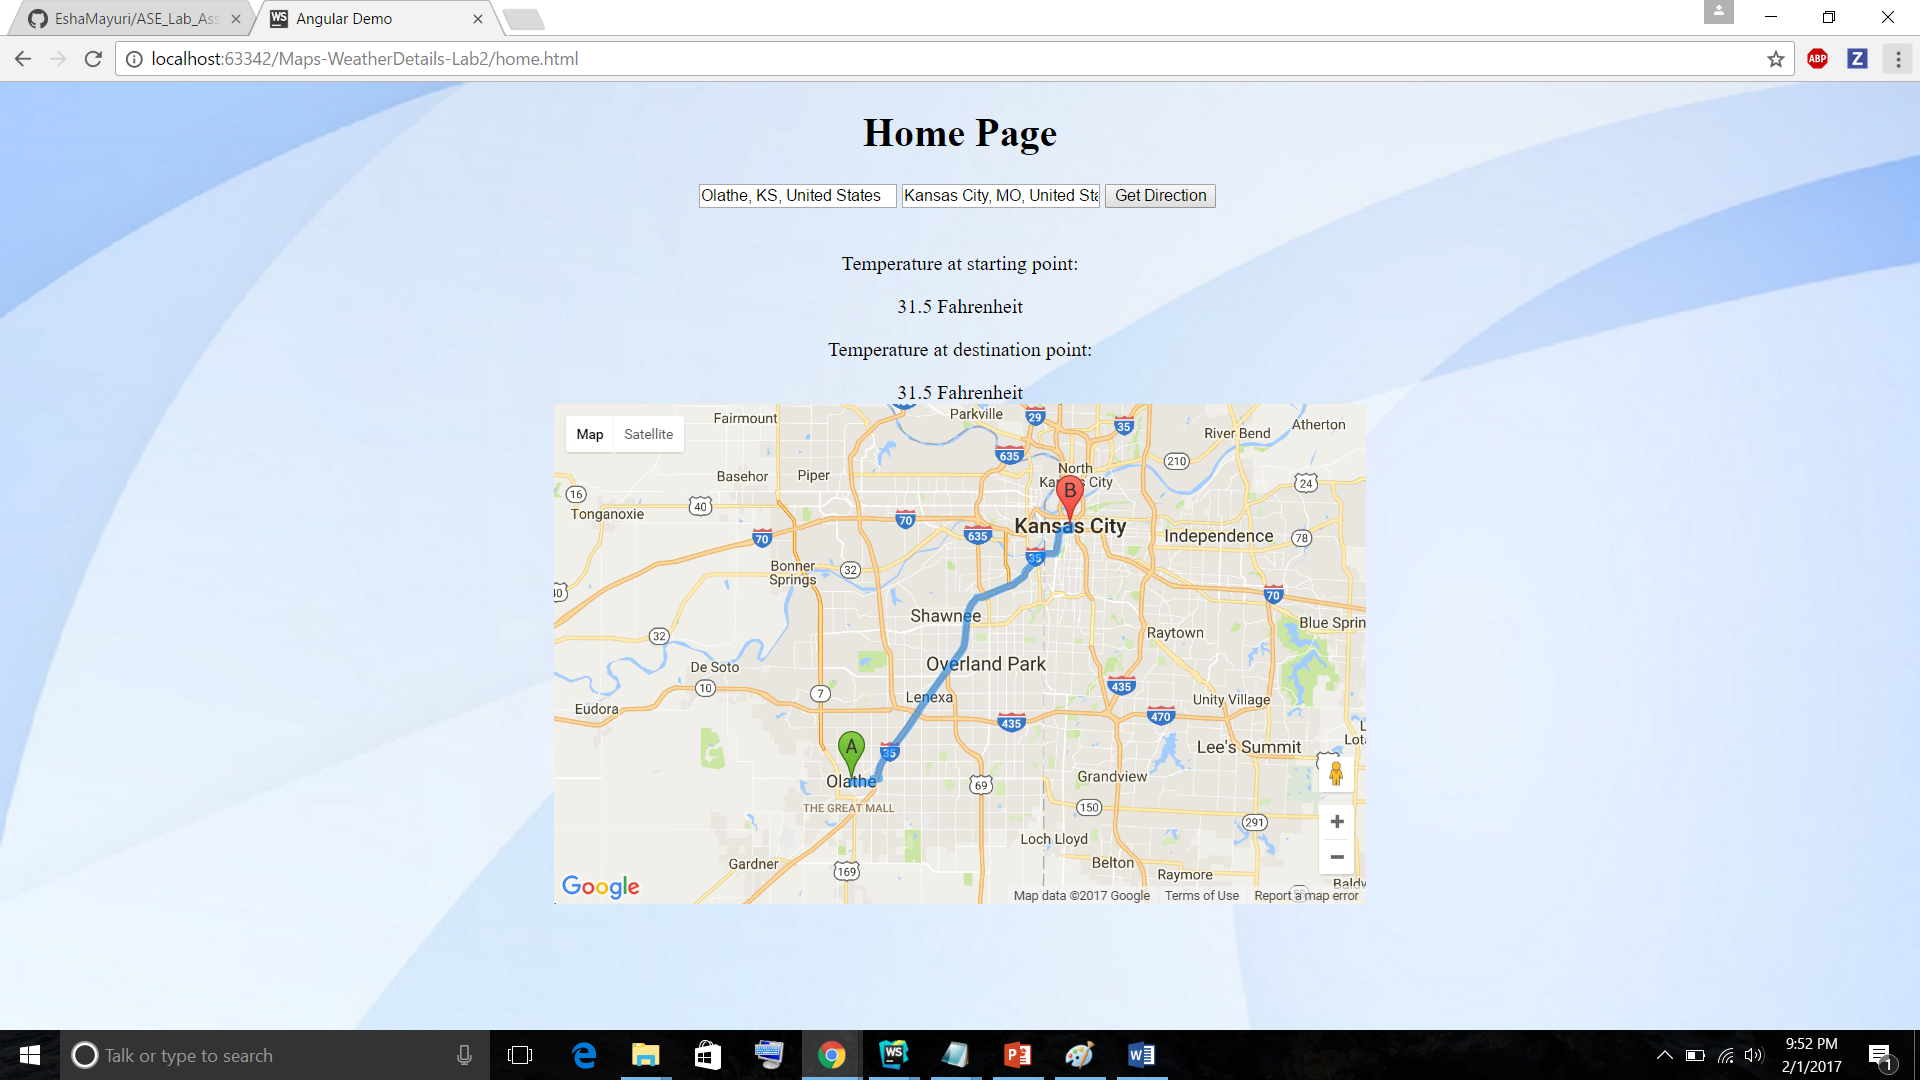 EshaMayuri/ASE_Lab_Ass
WS Angular Demo
localhost:63342/Maps-WeatherDetails-Lab2/home.html
ABP
Z
Home Page
Olathe, KS, United States
Kansas City, MO, United Sta
Get Direction
Temperature at starting point:
31.5 Fahrenheit
Temperature at destination point:
31.5 Fahrenheit
Map Satellite
Fairmount
Parkville
29
35
River Bend
Atherton
635
210
North
Kansas City
Basehor
Piper
B
24
16
40
Tonganoxie
70
Kansas City
70
635
Independence
78
35
Bonner
Springs
32
40
70
Shawnee
Blue Sprin
32
Raytown
Overland Park
De Soto
10
7
Lenexa
435
Unity Village
Eudora
435
470
A
35
Lee's Summit
Olathe
69
Grandview
THE GREAT MALL
150
291
Loch Lloyd
Gardner
169
Belton
Raymore
Baldv
Google
Map data ©2017 Google
Terms of Use
Report a map error
Talk or type to search
WS
9:52 PM
2/1/2017
1